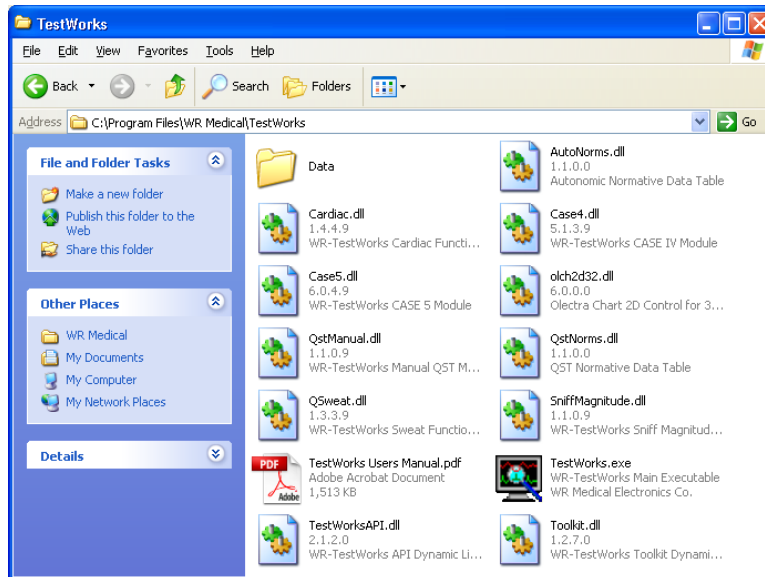 TestWorks
File Edit View Favorites Tools Help
Back Search Folders
Address C:\Program Files\WR Medical\TestWorks Go
File and Folder Tasks
Make a new folder
Publish this folder to the
Web
Share this folder
Other Places
WR Medical
My Documents
My Computer
My Network Places
Details
Data
AutoNorms.dll
1.1.0.0
Autonomic Normative Data Table
Cardiac.dll
1.4.4.9
WR-TestWorks Cardiac Functi...
Case4.dll
5.1.3.9
WR-TestWorks CASE IV Module
Case5.dll
6.0.4.9
WR-TestWorks CASE 5 Module
olch2d32.dll
6.0.0.0
Olectra Chart 2D Control for 3...
QstManual.dll
1.1.0.9
WR-TestWorks Manual QST M...
QstNorms.dll
1.1.0.0
QST Normative Data Table
QSweat.dll
1.3.3.9
WR-TestWorks Sweat Functio...
SniffMagnitude.dll
1.1.0.9
WR-TestWorks Sniff Magnitud...
PDF
Adobe
TestWorks Users Manual.pdf
Adobe Acrobat Document
1,513 KB
TestWorks.exe
WR-TestWorks Main Executable
WR Medical Electronics Co.
TestWorksAPI.dll
2.1.2.0
WR-TestWorks API Dynamic Li...
Toolkit.dll
1.2.7.0
WR-TestWorks Toolkit Dynami...